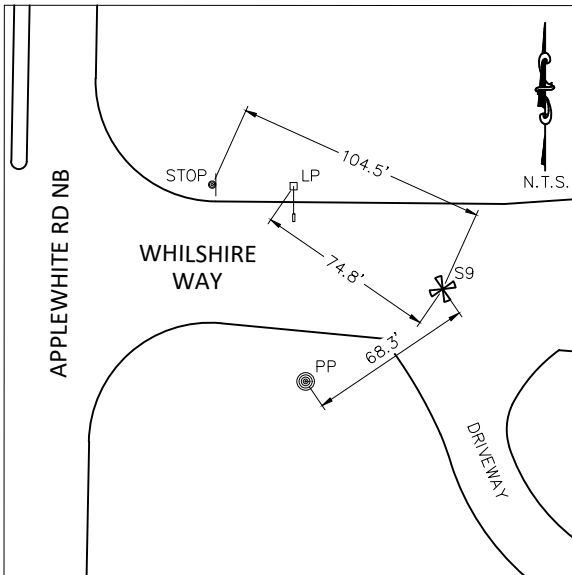 104.5'
STOP
LP
N.T.S.
WHILSHIRE
WAY
S9
74.8'
APPLEWHITE RD NB
68.3'
PP
DRIVEWAY